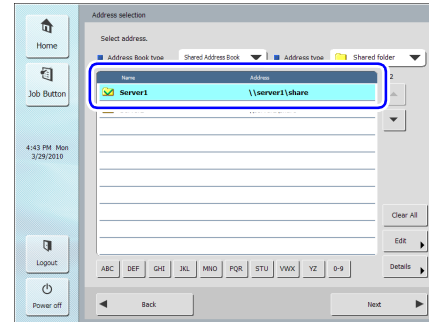 Address selection
Home
Select address.
Address Book type
Shared Address Book
Address type
Shared folder
Job Button
Name
Address
2
Server1
\\server1\share
4:43 PM Mon
3/29/2010
Clear All
Edit
Logout
ABC
DEF
GHI
JKL
MNO
PQR
STU
VWX
YZ
0-9
Details
Power off
Back
Next